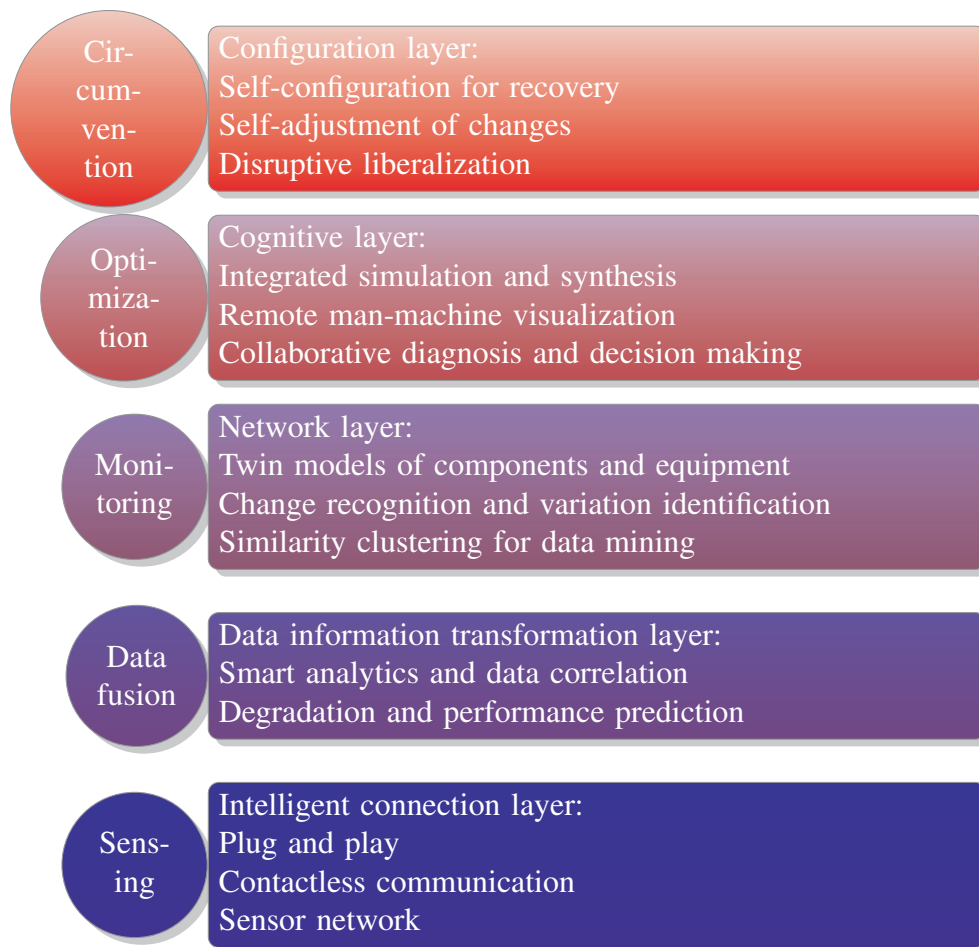 Cir-
cum-
ven-
tion
Configuration layer:
Self-configuration for recovery
Self-adjustment of changes
Disruptive liberalization
Opti-
miza-
tion
Cognitive layer:
Integrated simulation and synthesis
Remote man-machine visualization
Collaborative diagnosis and decision making
Moni-
toring
Network layer:
Twin models of components and equipment
Change recognition and variation identification
Similarity clustering for data mining
Data
fusion
Data information transformation layer:
Smart analytics and data correlation
Degradation and performance prediction
Sens-
ing
Intelligent connection layer:
Plug and play
Contactless communication
Sensor network